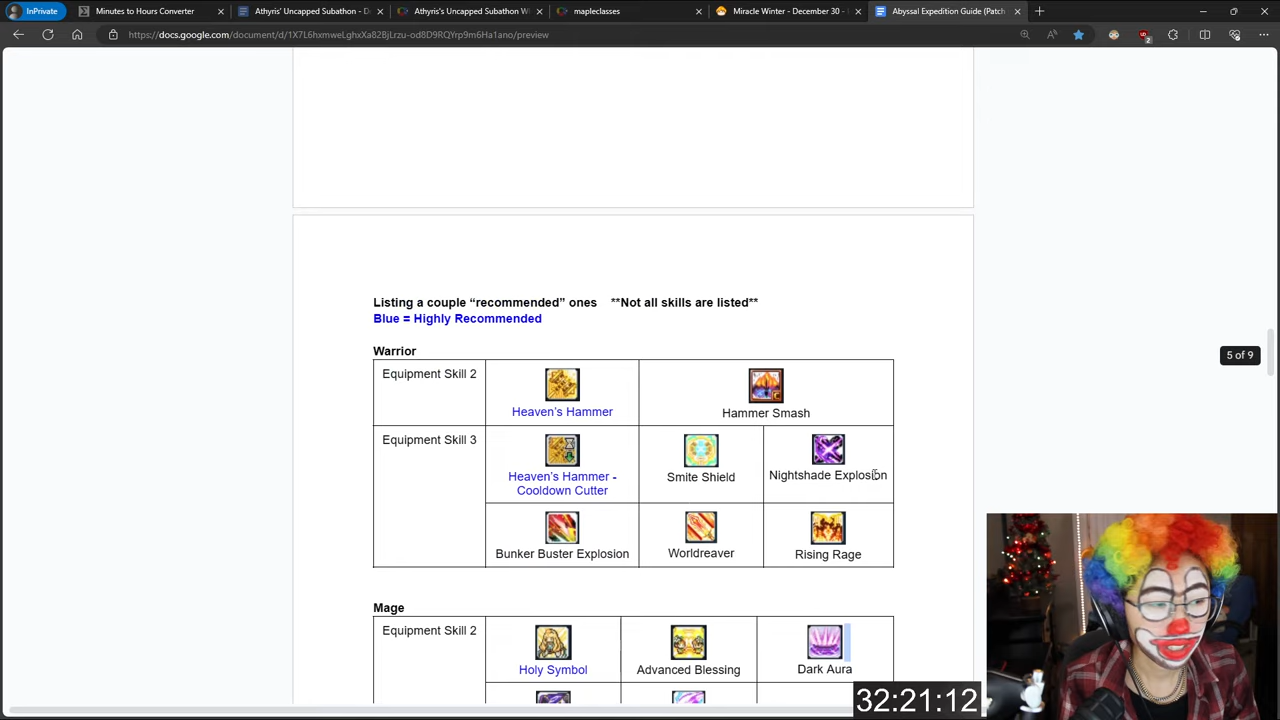 InPrivate
Minutes to Hours Converter
Athyris' Uncapped Subathon - D
Athyris's Uncapped Subathon W
mapleclasses
Miracle Winter - December 30 -
Abyssal Expedition Guide (Patch
https://docs.google.com/document/d/1X7L6hxmweLghxXa82BjLrzu-od8D9RQYrp9m6Ha1ano/preview
2
Listing a couple “recommended” ones **Not all skills are listed**
Blue = Highly Recommended
5 of 9
Warrior
Equipment Skill 2
Heaven's Hammer
Hammer Smash
Equipment Skill 3
Heaven's Hammer -
Cooldown Cutter
Smite Shield
Nightshade Explosion
Bunker Buster Explosion
Worldreaver
Rising Rage
Mage
Equipment Skill 2
Holy Symbol
Advanced Blessing
Dark Aura
32:21:12